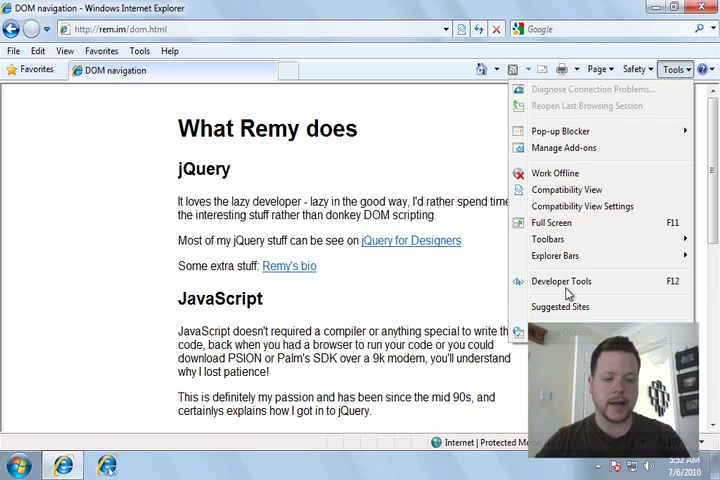 DOM navigation - Windows Internet Explorer
http://rem.im/dom.html
Google
File Edit View Favorites Tools Help
Favorites DOM navigation Page Safety Tools
Diagnose Connection Problems...
Reopen Last Browsing Session
Pop-up Blocker
Manage Add-ons
Work Offline
Compatibility View
Compatibility View Settings
Full Screen F11
Toolbars
Explorer Bars
Developer Tools F12
Suggested Sites
What Remy does
jQuery
It loves the lazy developer - lazy in the good way, I'd rather spend time
the interesting stuff rather than donkey DOM scripting.
Most of my jQuery stuff can be see on jQuery for Designers
Some extra stuff: Remy's bio
JavaScript
JavaScript doesn't required a compiler or anything special to write th
code, back when you had a browser to run your code or you could
download PSION or Palm's SDK over a 9k modem, you'll understand
why I lost patience!
This is definitely my passion and has been since the mid 90s, and
certainlys explains how I got in to jQuery.
Internet | Protected Mode
5:52 AM
7/6/2010